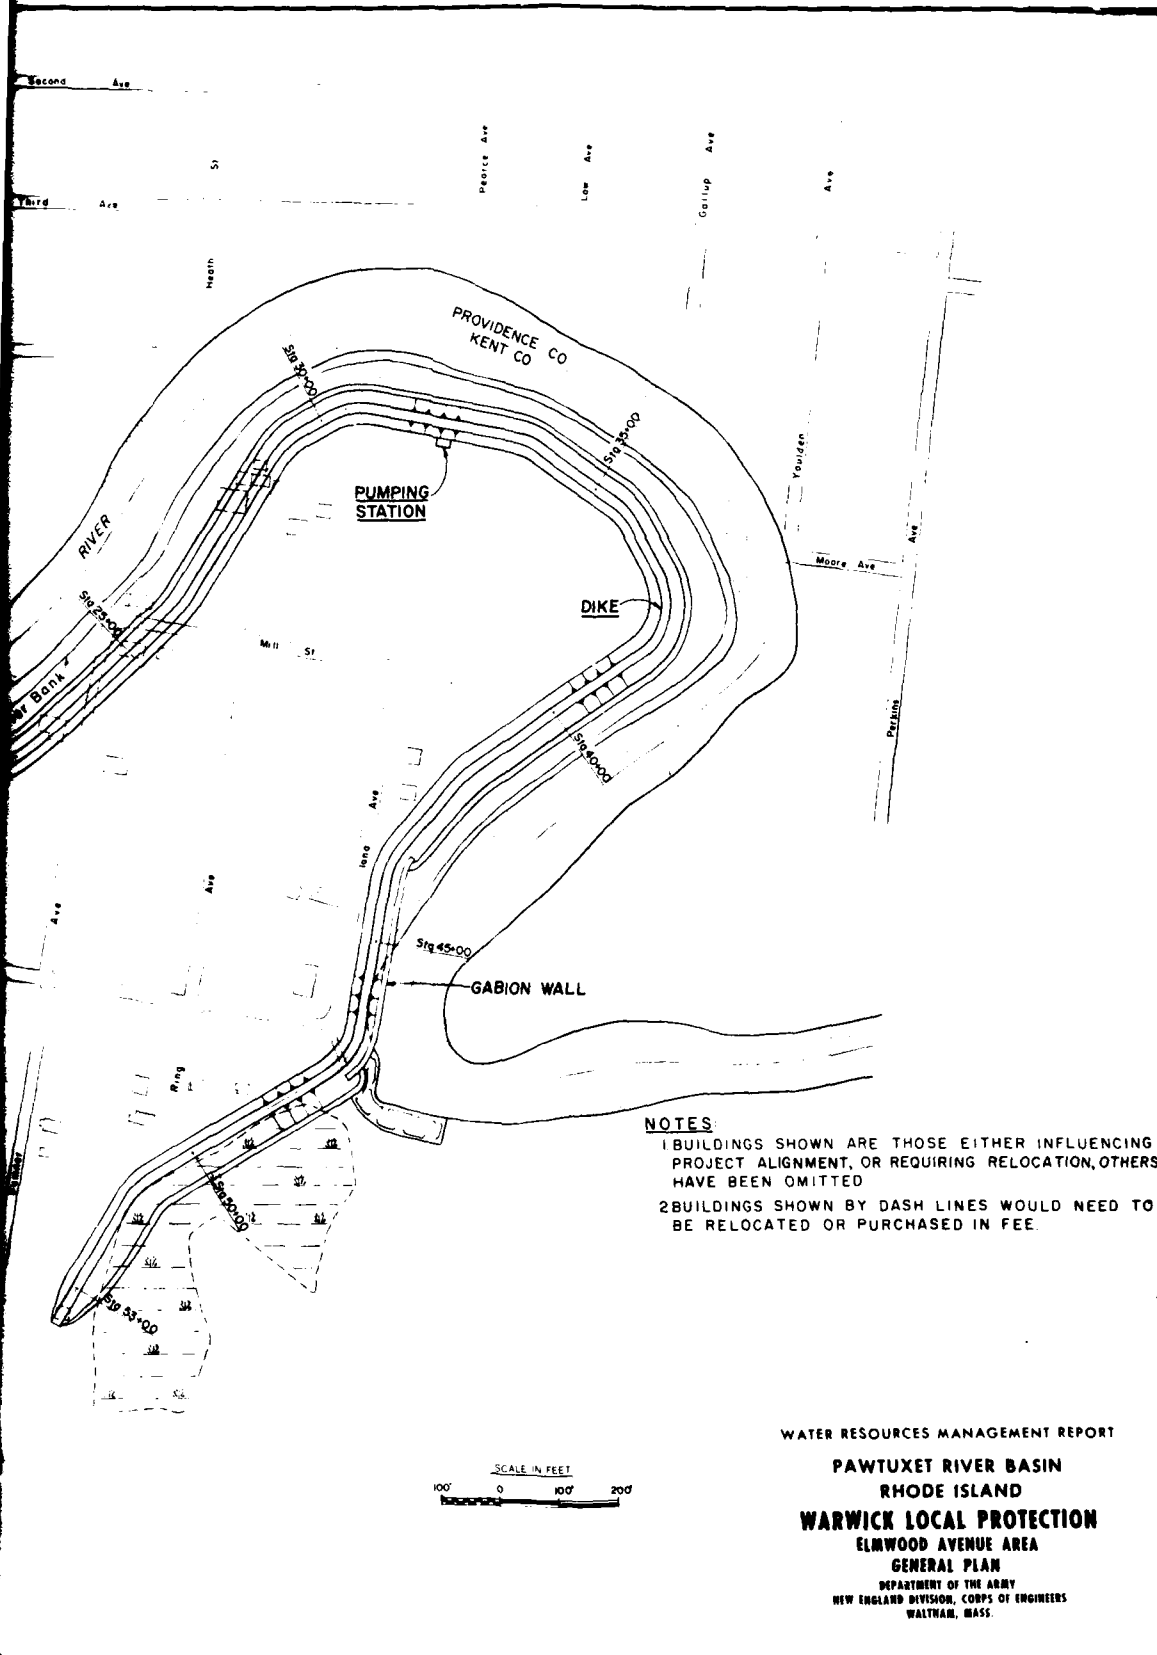 Second Ave
Third Ave
Heath St
Pearce Ave
Law Ave
Gallup Ave
Youlden Ave
PROVIDENCE CO
KENT CO
Sta 30+00
Sta 35+00
PUMPING
STATION
RIVER
Sta 25+00
Mill St
DIKE
Moore Ave
Perkins Ave
Bank
Sta 40+00
Ave
land
Ave
Ave
Sta 45+00
GABION WALL
Ring
Sta 50+00
Sta 53+00
NOTES:
1 BUILDINGS SHOWN ARE THOSE EITHER INFLUENCING
PROJECT ALIGNMENT, OR REQUIRING RELOCATION, OTHERS
HAVE BEEN OMITTED
2 BUILDINGS SHOWN BY DASH LINES WOULD NEED TO
BE RELOCATED OR PURCHASED IN FEE.
SCALE IN FEET
100' 0 100' 200'
WATER RESOURCES MANAGEMENT REPORT
PAWTUXET RIVER BASIN
RHODE ISLAND
WARWICK LOCAL PROTECTION
ELMWOOD AVENUE AREA
GENERAL PLAN
DEPARTMENT OF THE ARMY
NEW ENGLAND DIVISION, CORPS OF ENGINEERS
WALTHAM, MASS.